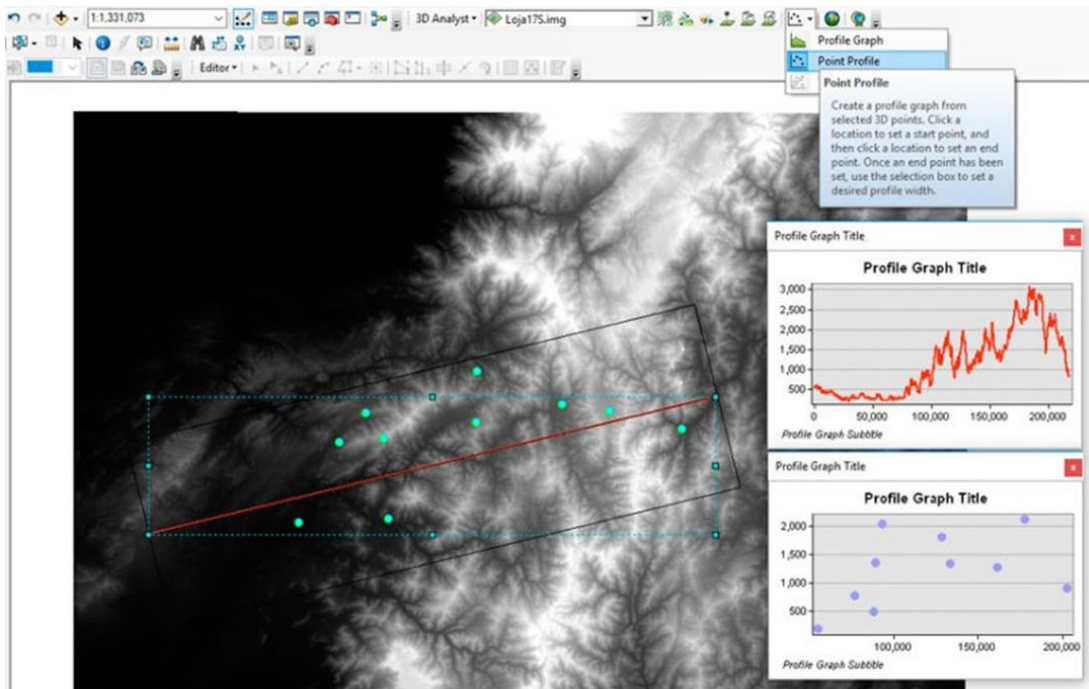 1:1,331,073
3D Analyst
Loja17S.img
Editor
Profile Graph
Point Profile
Point Profile
Create a profile graph from
selected 3D points. Click a
location to set a start point, and
then click a location to set an end
point. Once an end point has been
set, use the selection box to set a
desired profile width.
Profile Graph Title
Profile Graph Title
3,000
2,500
2,000
1,500
1,000
500
0
50,000
100,000
150,000
200,000
Profile Graph Subtitle
Profile Graph Title
Profile Graph Title
2,000
1,500
1,000
500
100,000
150,000
200,000
Profile Graph Subtitle